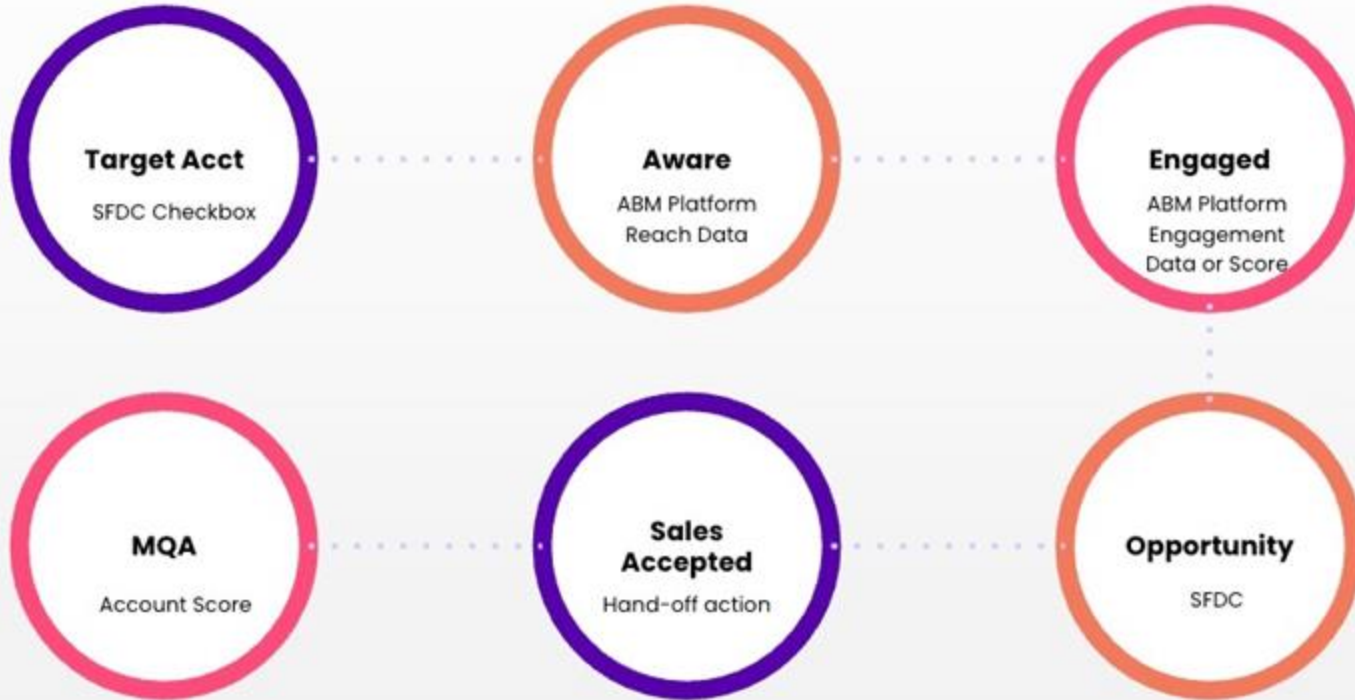 Target Acct
SFDC Checkbox
Aware
ABM Platform
Reach Data
Engaged
ABM Platform
Engagement
Data or Score
MQA
Account Score
Sales
Accepted
Hand-off action
Opportunity
SFDC